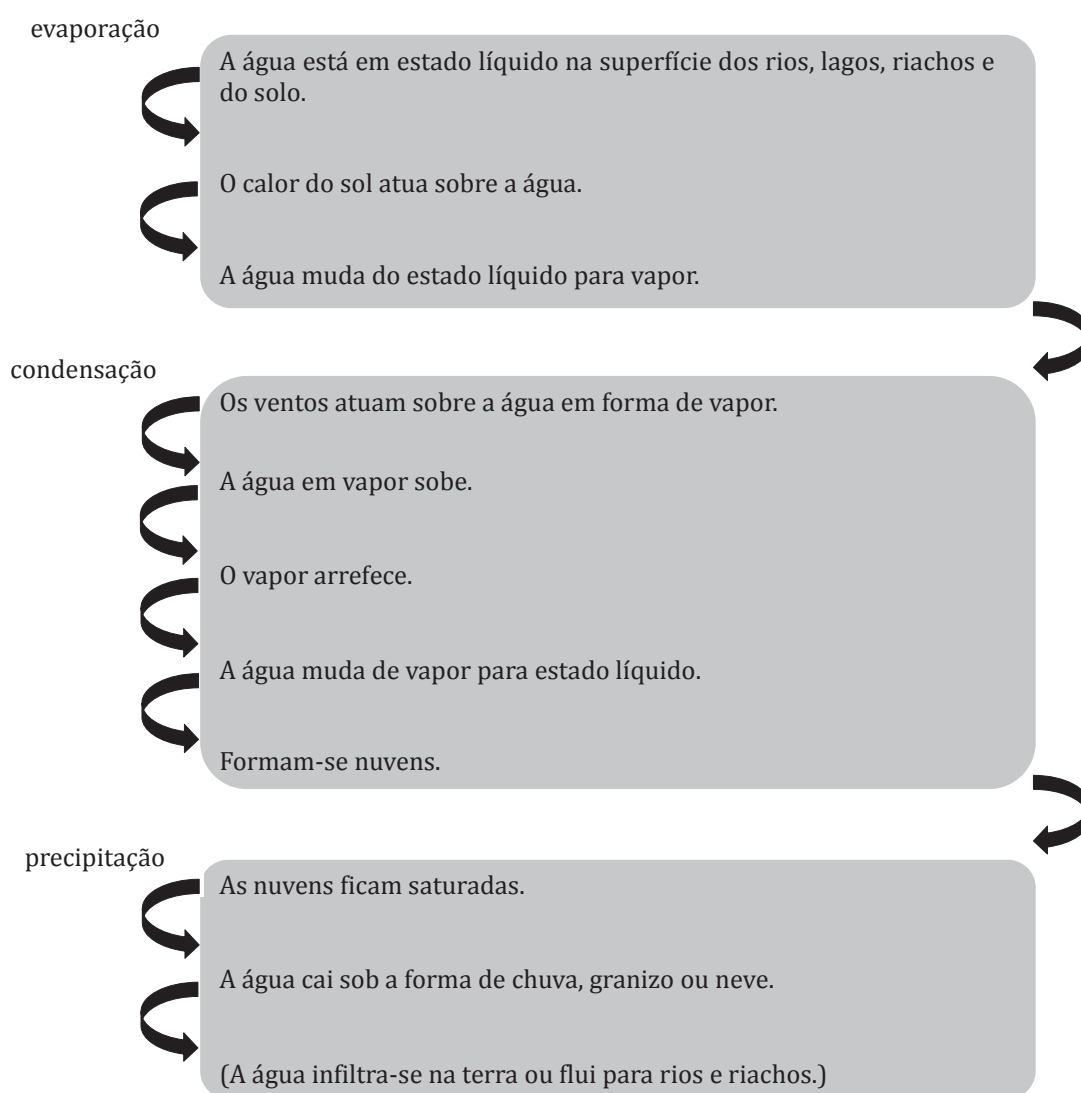 evaporação
A água está em estado líquido na superfície dos rios, lagos, riachos e
do solo.
O calor do sol atua sobre a água.
A água muda do estado líquido para vapor.
condensação
Os ventos atuam sobre a água em forma de vapor.
A água em vapor sobe.
O vapor arrefece.
A água muda de vapor para estado líquido.
Formam-se nuvens.
precipitação
As nuvens ficam saturadas.
A água cai sob a forma de chuva, granizo ou neve.
(A água infiltra-se na terra ou flui para rios e riachos.)